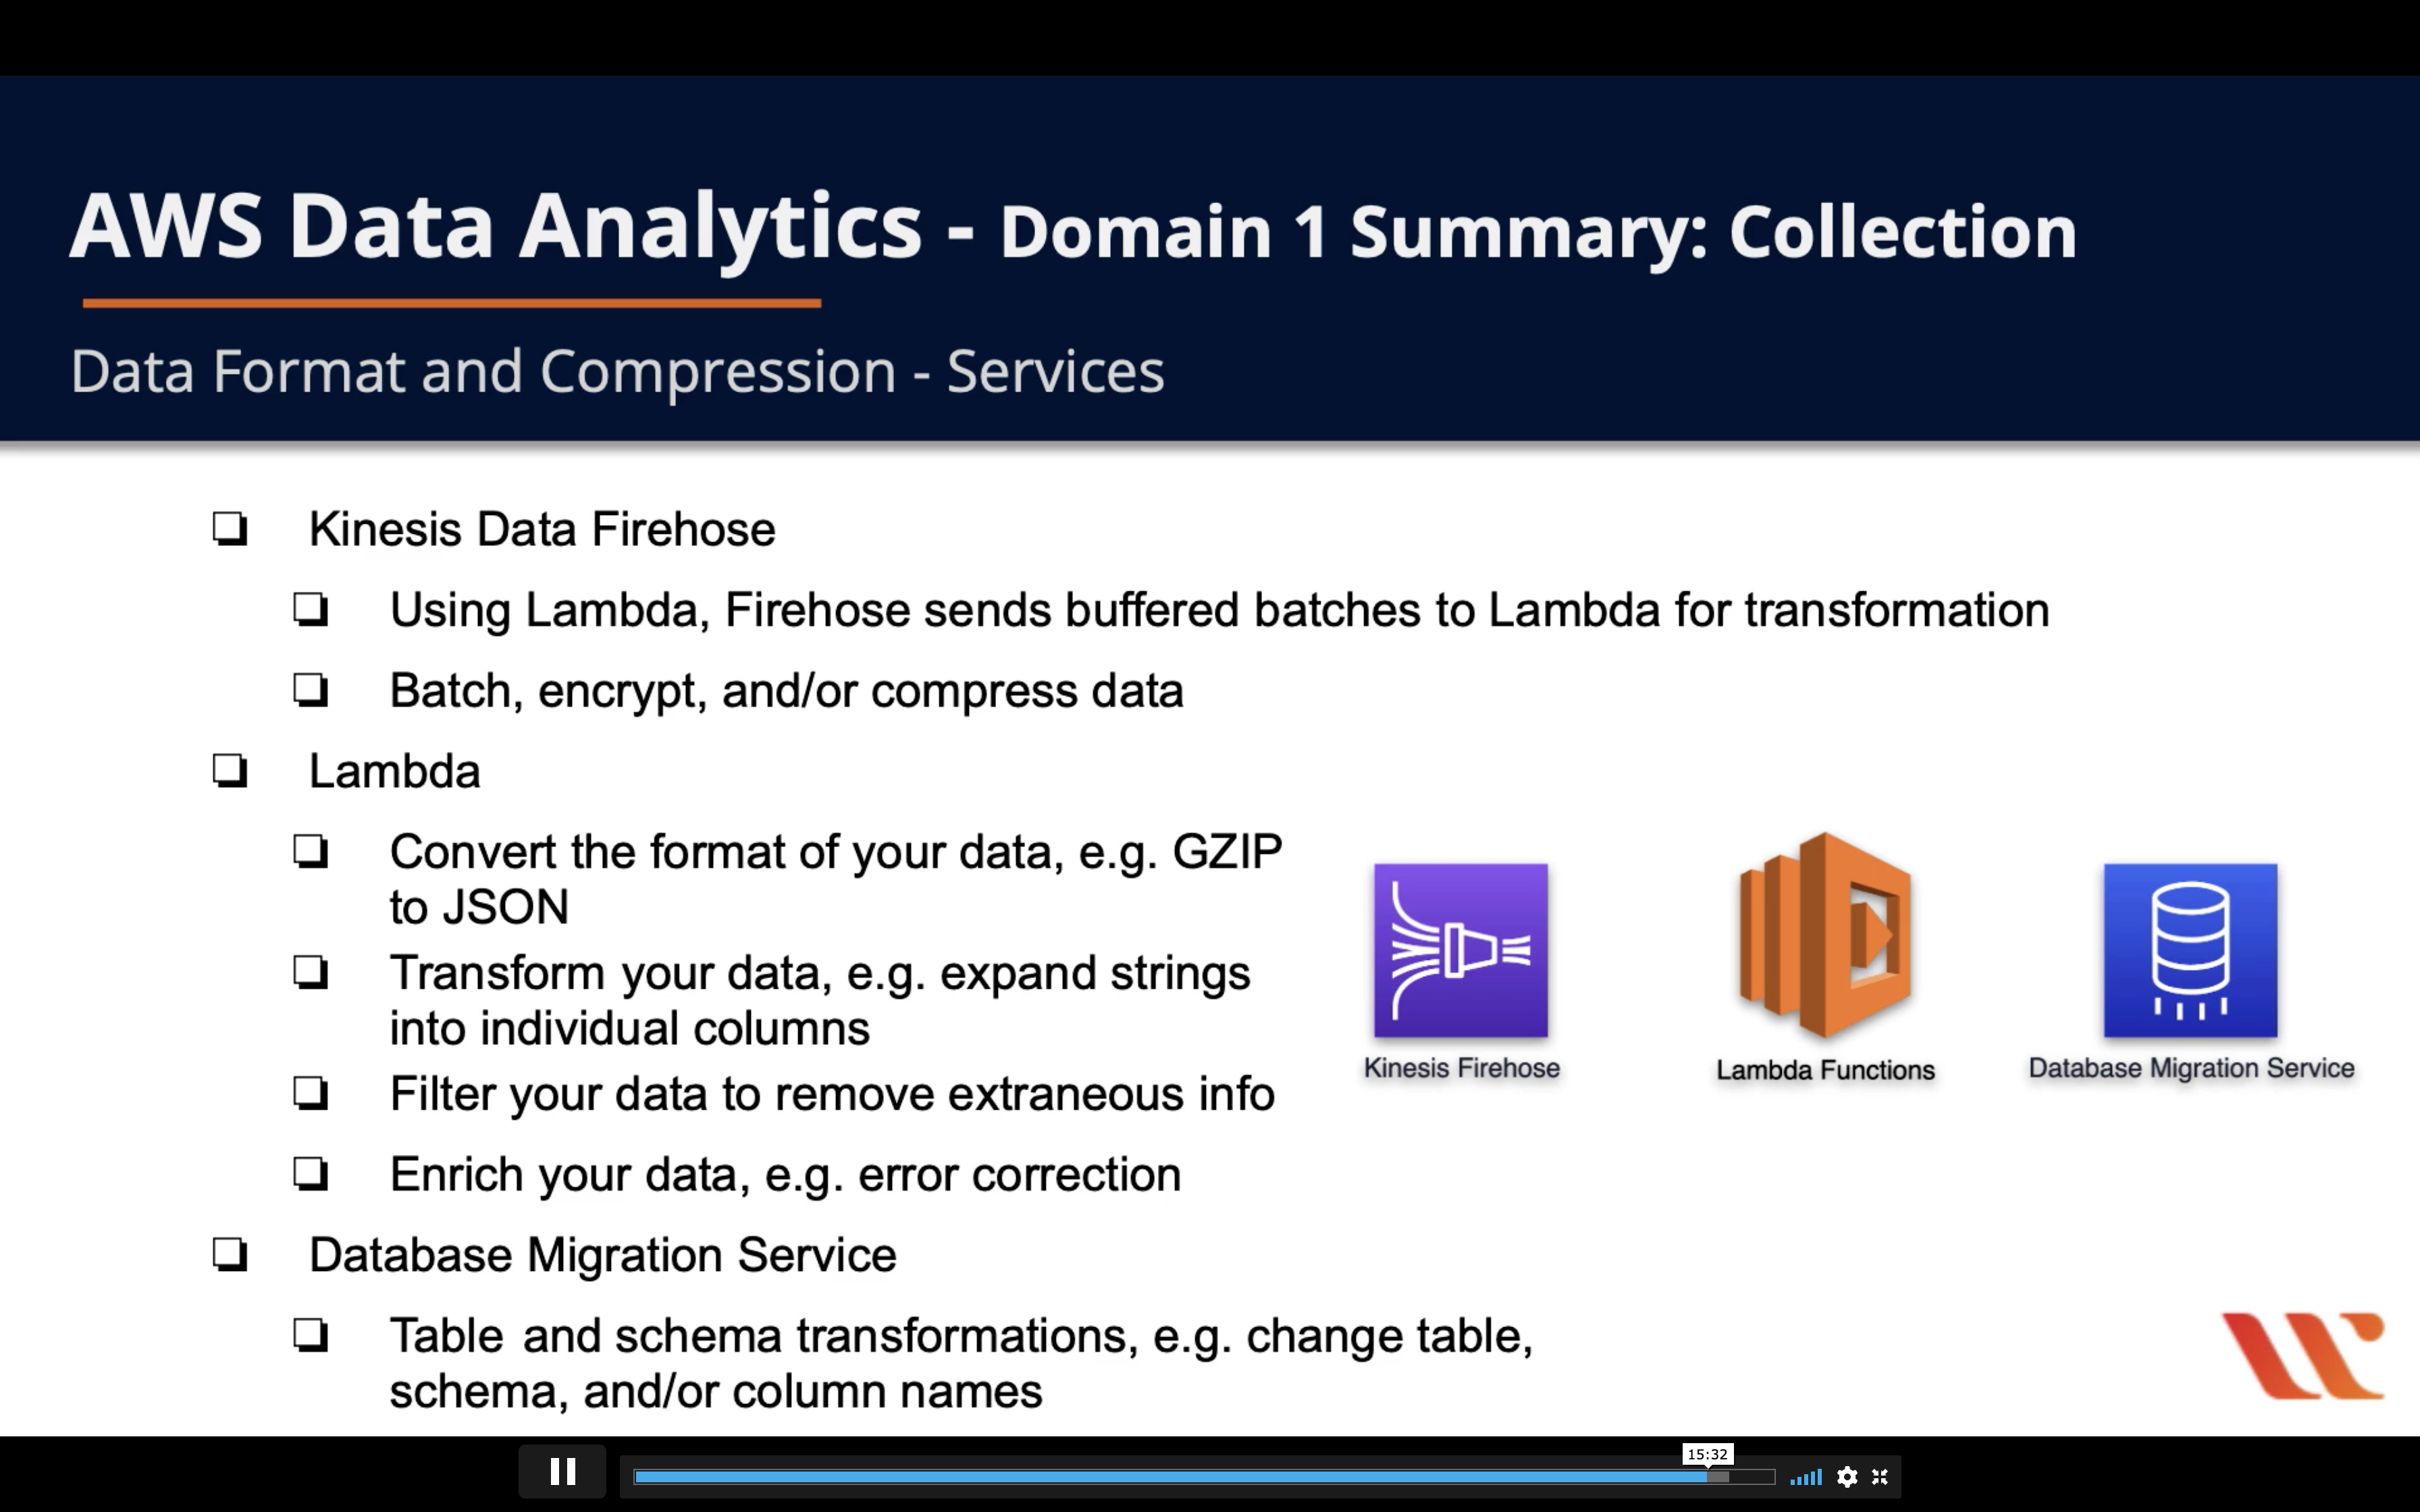 AWS Data Analytics - Domain 1 Summary: Collection
Data Format and Compression - Services
Kinesis Data Firehose
Using Lambda, Firehose sends buffered batches to Lambda for transformation
Batch, encrypt, and/or compress data
Lambda
Convert the format of your data, e.g. GZIP
to JSON
Transform your data, e.g. expand strings
into individual columns
Filter your data to remove extraneous info
Enrich your data, e.g. error correction
Kinesis Firehose
Lambda Functions
Database Migration Service
Database Migration Service
Table and schema transformations, e.g. change table,
schema, and/or column names
15:32